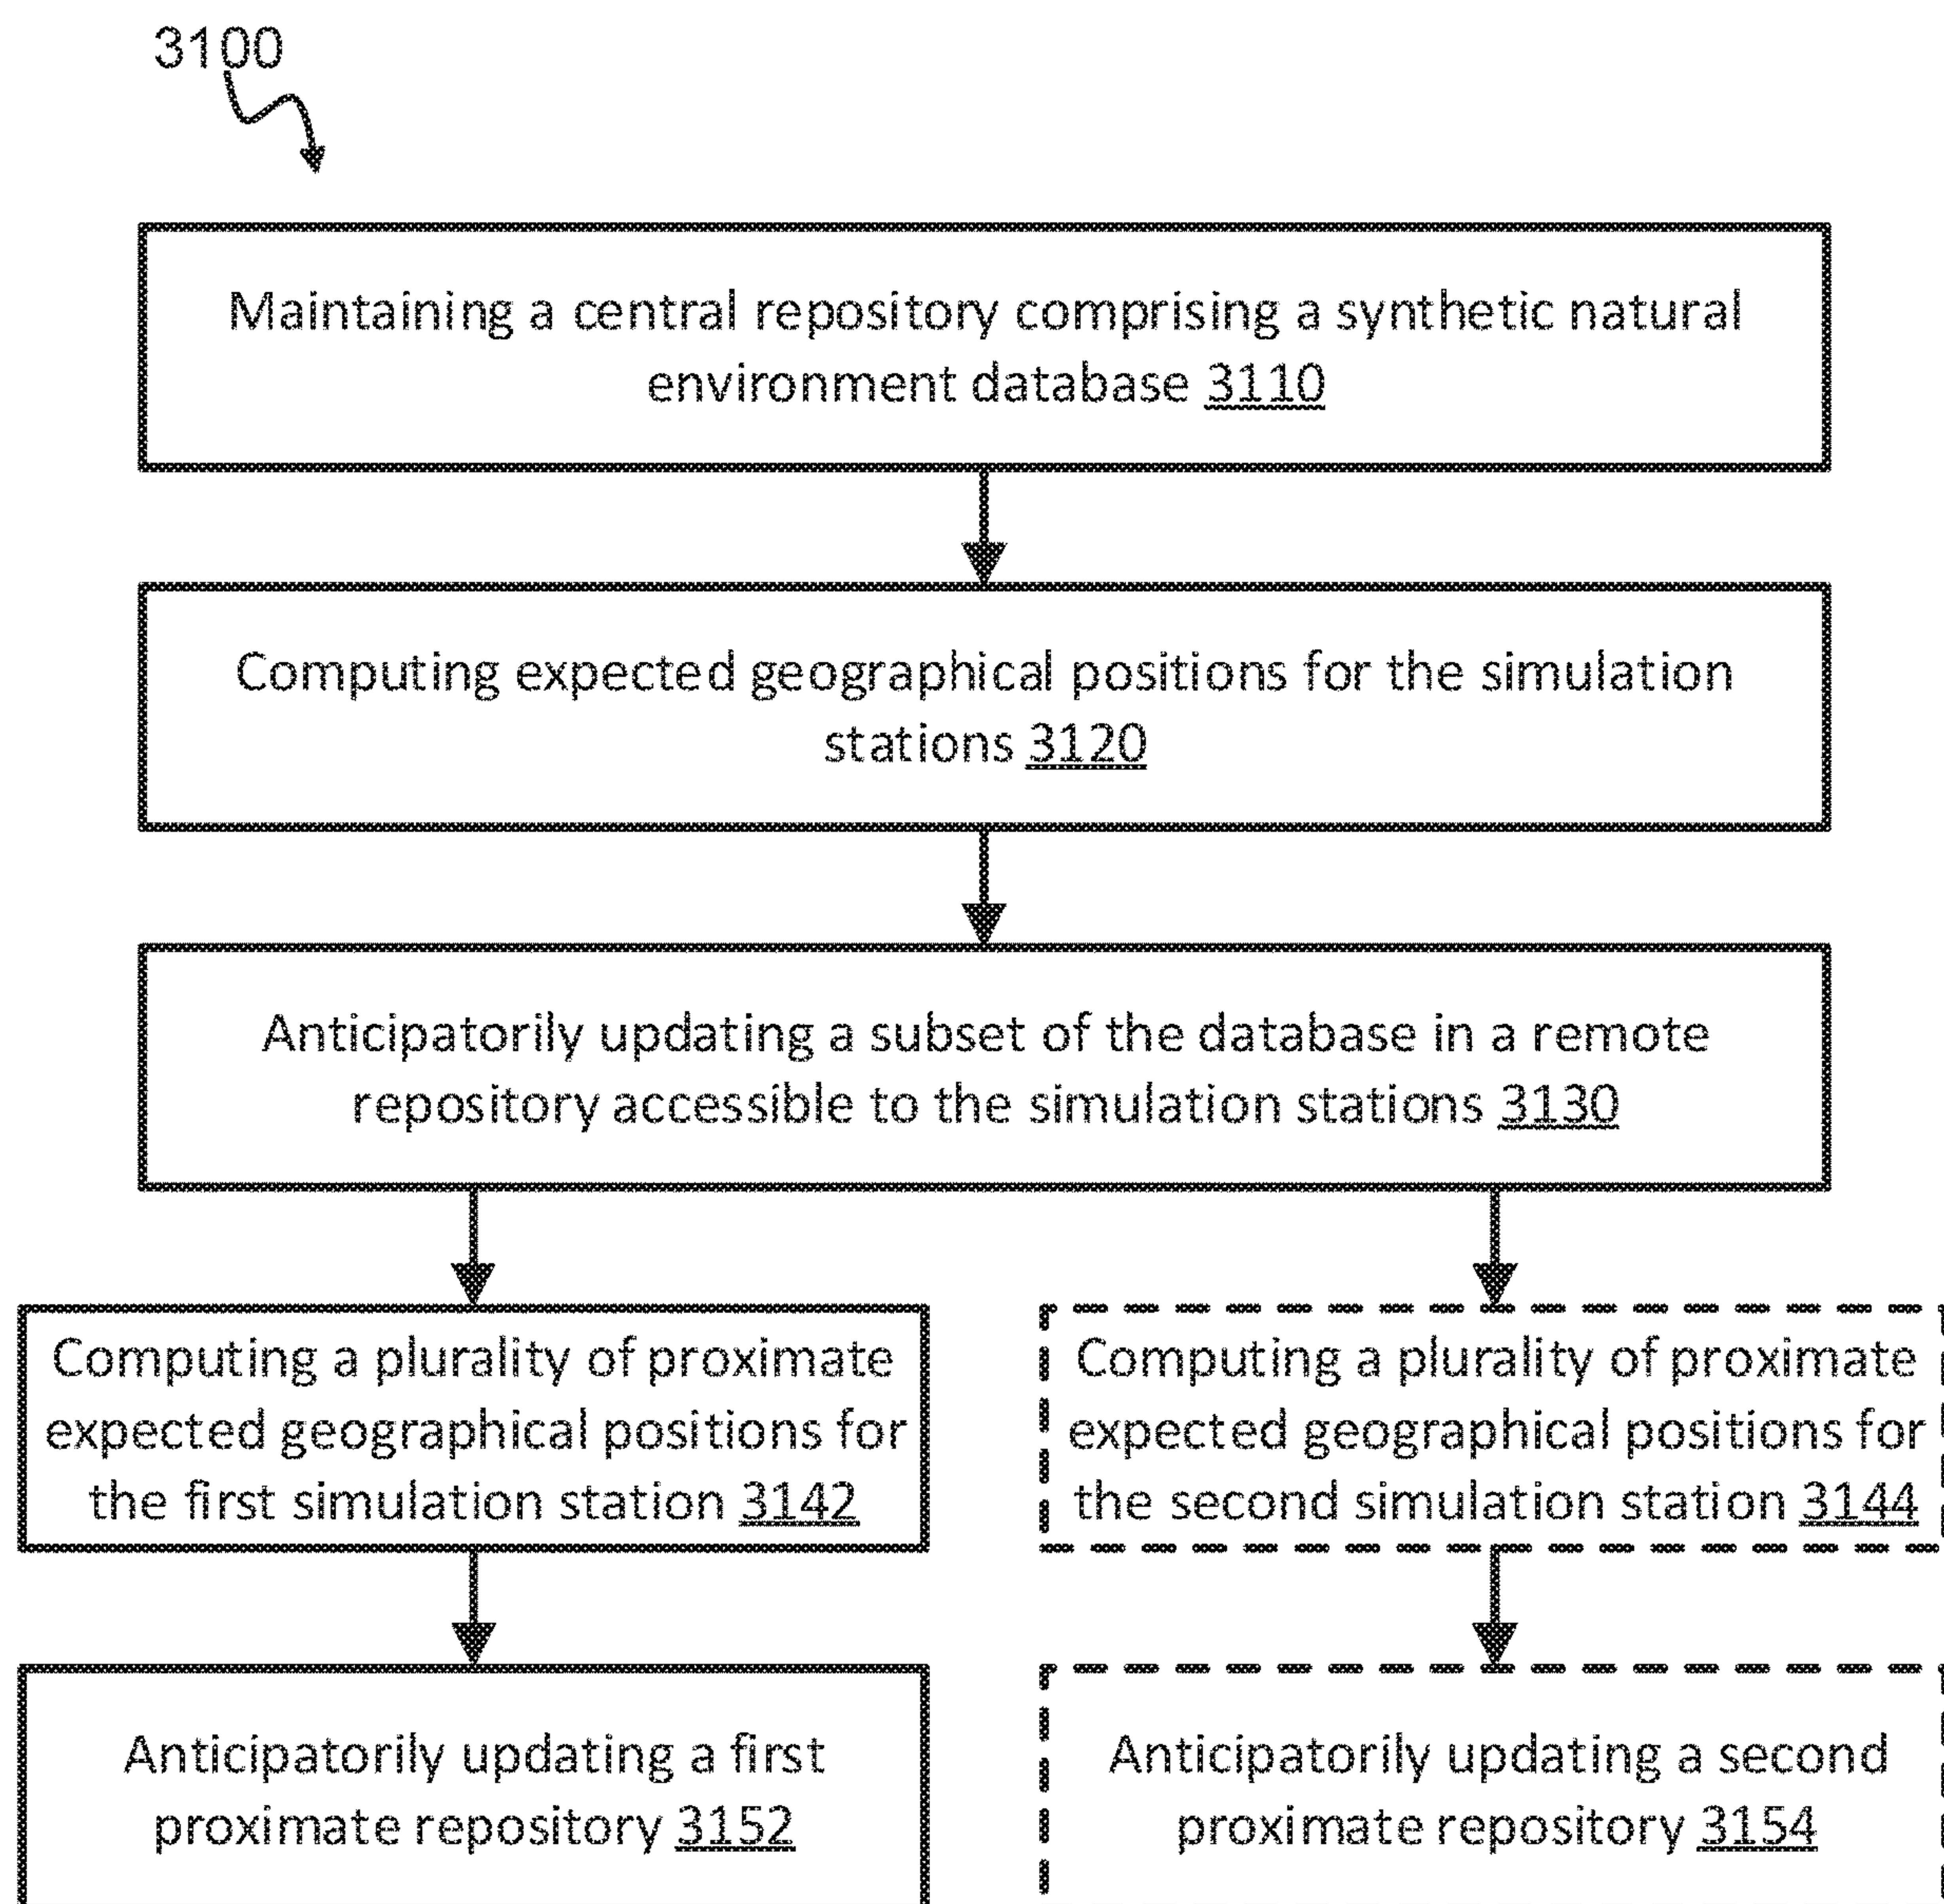 3100
Maintaining a central repository comprising a synthetic natural
environment database 3110
Computing expected geographical positions for the simulation
stations 3120
Anticipatorily updating a subset of the database in a remote
repository accessible to the simulation stations 3130
Computing a plurality of proximate
expected geographical positions for
the first simulation station 3142
Computing a plurality of proximate
expected geographical positions for
the second simulation station 3144
Anticipatorily updating a first
proximate repository 3152
Anticipatorily updating a second
proximate repository 3154